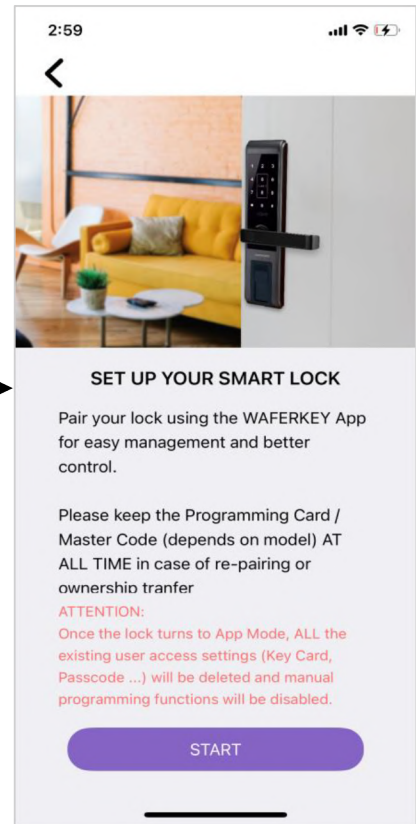 2:59
SET UP YOUR SMART LOCK
Pair your lock using the WAFERKEY App
for easy management and better
control.
Please keep the Programming Card /
Master Code (depends on model) AT
ALL TIME in case of re-pairing or
ownership tranfer
ATTENTION:
Once the lock turns to App Mode, ALL the
existing user access settings (Key Card,
Passcode ...) will be deleted and manual
programming functions will be disabled.
START